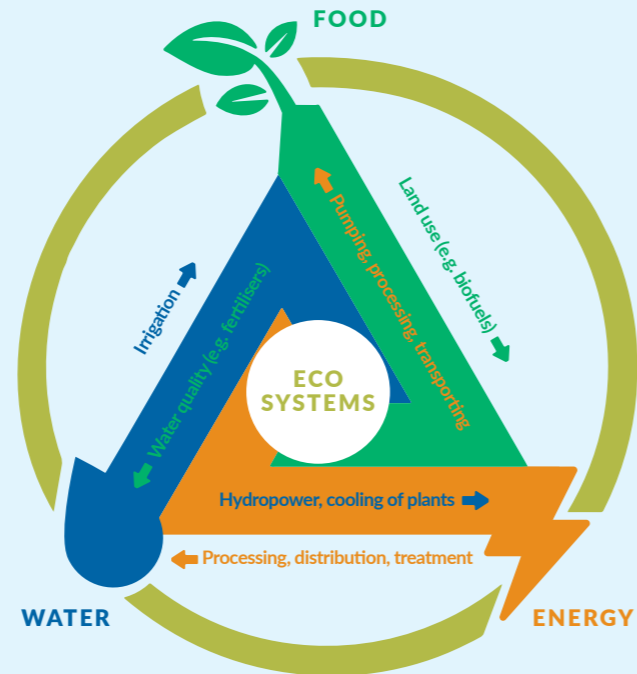 FOOD
Land use (e.g. biofuels)
Pumping, processing, transporting
Irrigation
Water quality (e.g. fertilisers)
ECO
SYSTEMS
Hydropower, cooling of plants
Processing, distribution, treatment
WATER
ENERGY